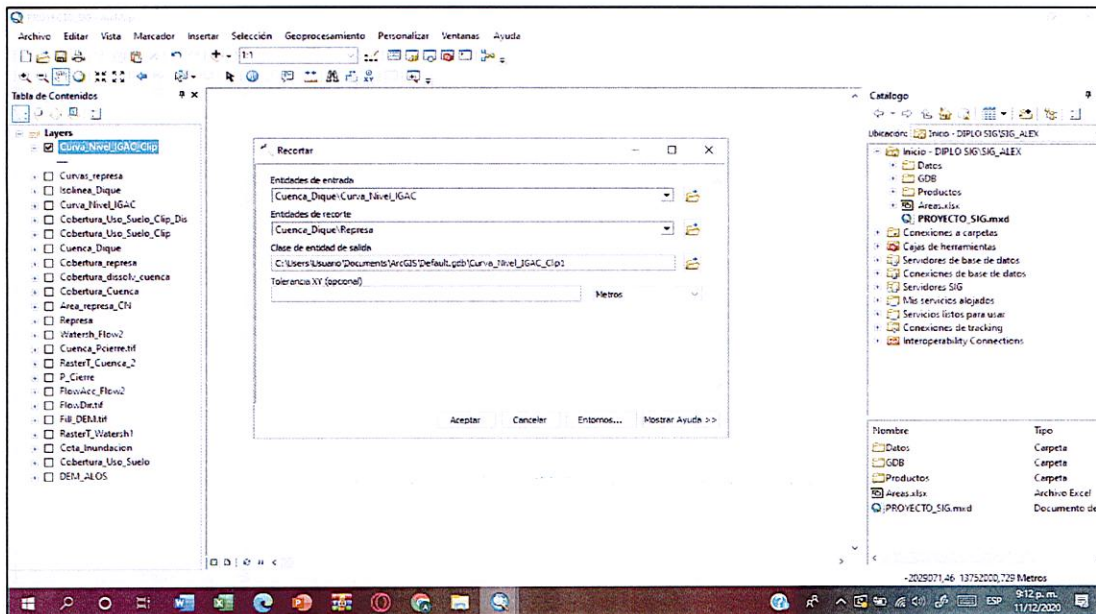 Archivo Editar Vista Marcador Insertar Selección Geoprocesamiento Personalizar Ventanas Ayuda
1:1
Tabla de Contenidos
Layers
Curva_Nivel_IGAC_Clip
Curvas_represa
Isolinea_Dique
Curva_Nivel_IGAC
Cobertura_Uso_Suelo_Clip_Dis
Cobertura_Uso_Suelo_Clip
Cuenca_Dique
Cobertura_represa
Cobertura_dissolv_cuenca
Cobertura_Cuenca
Area_represa_CN
Represa
Watersh_Flow2
Cuenca_Pcierre.tif
RasterT_Cuenca_2
P_Cierre
FlowAcc_Flow2
FlowDir.tif
Fill_DEM.tif
RasterT_Watersh1
Cota_Inundacion
Cobertura_Uso_Suelo
DEM_ALOS
Recortar
Entidades de entrada
Cuenca_Dique\Curva_Nivel_IGAC
Entidades de recorte
Cuenca_Dique\Represa
Clase de entidad de salida
C:\Users\Usuario\Documents\ArcGIS\Default.gdb\Curva_Nivel_IGAC_Clip1
Tolerancia XY (opcional)
Metros
Aceptar Cancelar Entornos... Mostrar Ayuda >>
Catálogo
Ubicación: Inicio - DIPLO SIG\SIG_ALEX
Inicio - DIPLO SIG\SIG_ALEX
Datos
GDB
Productos
Areas.xlsx
PROYECTO_SIG.mxd
Conexiones a carpetas
Cajas de herramientas
Servidores de base de datos
Conexiones de base de datos
Servidores SIG
Mis servicios alojados
Servicios listos para usar
Conexiones de tracking
Interoperability Connections
Nombre Tipo
Datos Carpeta
GDB Carpeta
Productos Carpeta
Areas.xlsx Archivo Excel
PROYECTO_SIG.mxd Documento de
-2029071,46 13752000,729 Metros
ESP
9:12 p. m.
11/12/2020